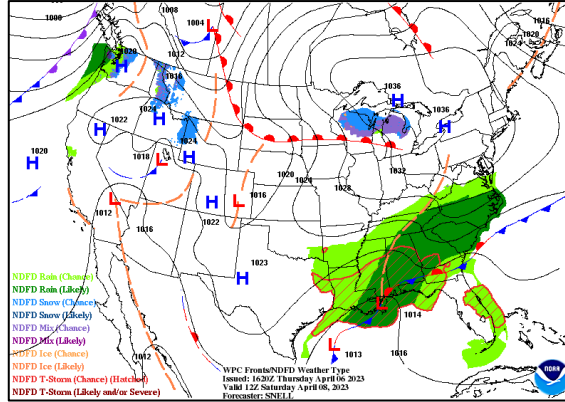 1008
1016
1004
L
1020
1024
1020
H
1012
1016
1036
H
1024
H
1022
H
1036
H
H
1024
1020
H
1018
L
H
1032
1016
1020
1024
1028
L
1012
L
H
1022
1016
NDFD Rain (Chance)
NDFD Rain (Likely)
NDFD Snow (Chance)
NDFD Snow (Likely)
NDFD Mix (Chance)
NDFD Mix (Likely)
NDFD Ice (Chance)
NDFD Ice (Likely)
NDFD T-Storm (Chance) (Hatched)
NDFD T-Storm (Likely and/or Severe)
1023
H
L
1014
L
1013
1016
1012
WPC Fronts/NDFD Weather Type
Issued: 1620Z Thursday April 06 2023
Valid 12Z Saturday April 08, 2023
Forecaster: SNELL
NOAA